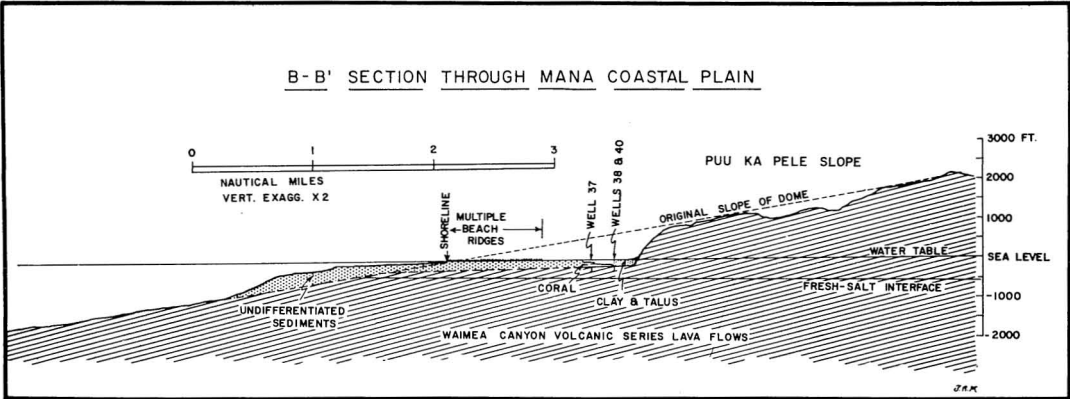 B-B' SECTION THROUGH MANA COASTAL PLAIN
0 1 2 3
NAUTICAL MILES
VERT. EXAGG. X2
SHORELINE
MULTIPLE
BEACH
RIDGES
WELL 37
WELLS 38 & 40
PUU KA PELE SLOPE
ORIGINAL SLOPE OF DOME
3000 FT.
2000
1000
WATER TABLE
SEA LEVEL
CORAL
CLAY & TALUS
FRESH-SALT INTERFACE
-1000
UNDIFFERENTIATED
SEDIMENTS
WAIMEA CANYON VOLCANIC SERIES LAVA FLOWS
-2000
J.R.K.